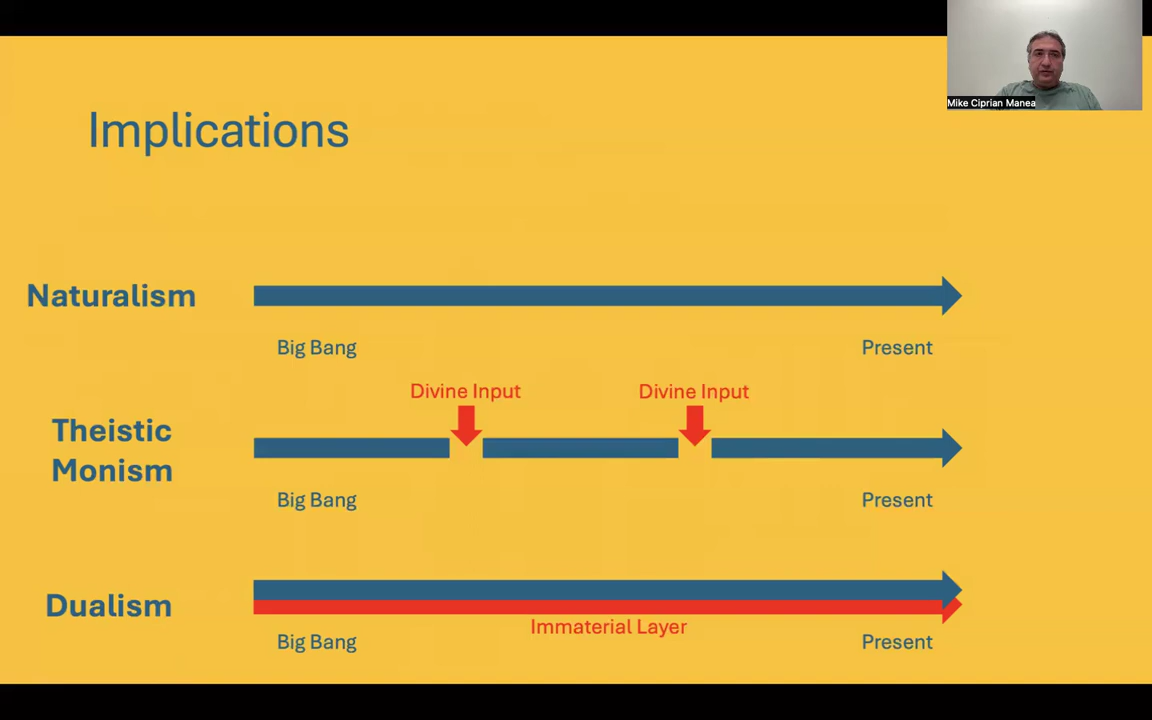 Mike Ciprian Manea
Implications
Naturalism
Big Bang
Present
Divine Input
Divine Input
Theistic
Monism
Big Bang
Present
Dualism
Immaterial Layer
Big Bang
Present